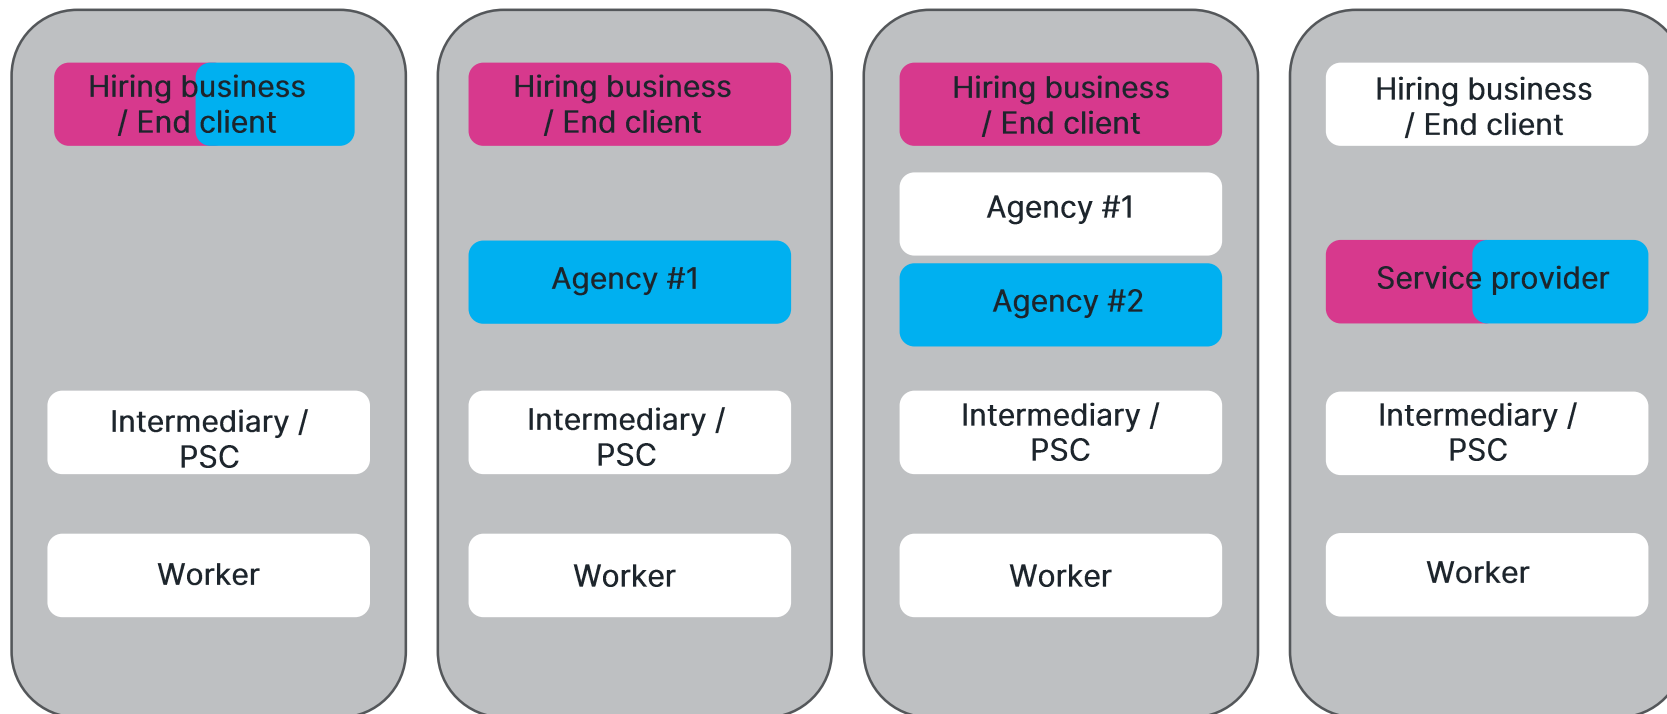 Hiring business
/ End client
Intermediary /
PSC
Worker
Hiring business
/ End client
Agency #1
Intermediary /
PSC
Worker
Hiring business
/ End client
Agency #1
Agency #2
Intermediary /
PSC
Worker
Hiring business
/ End client
Service provider
Intermediary /
PSC
Worker